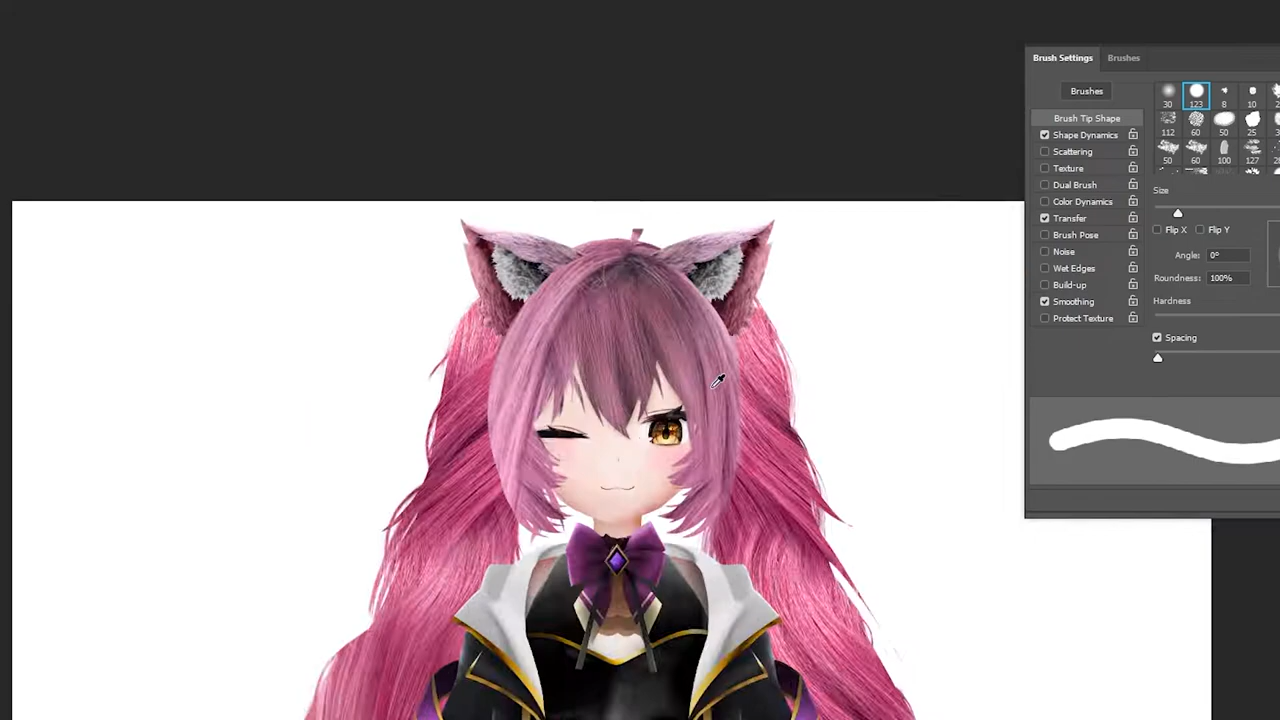 Brush Settings Brushes
Brushes
30 123 8 10
Brush Tip Shape
112 60 50 25
Shape Dynamics
Scattering
50 60 100 127
Texture
Dual Brush
Size
Color Dynamics
Transfer
Flip X Flip Y
Brush Pose
Noise
Angle: 0°
Wet Edges
Roundness: 100%
Build-up
Smoothing
Hardness
Protect Texture
Spacing